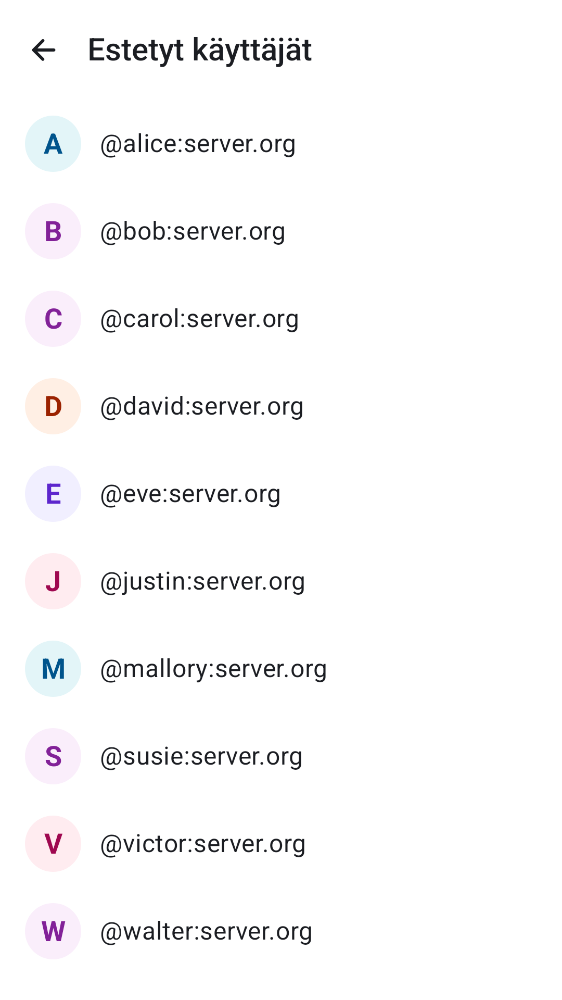 Estetyt käyttäjät
A @alice:server.org
B @bob:server.org
C @carol:server.org
D @david:server.org
E @eve:server.org
J @justin:server.org
M @mallory:server.org
S @susie:server.org
V @victor:server.org
W @walter:server.org